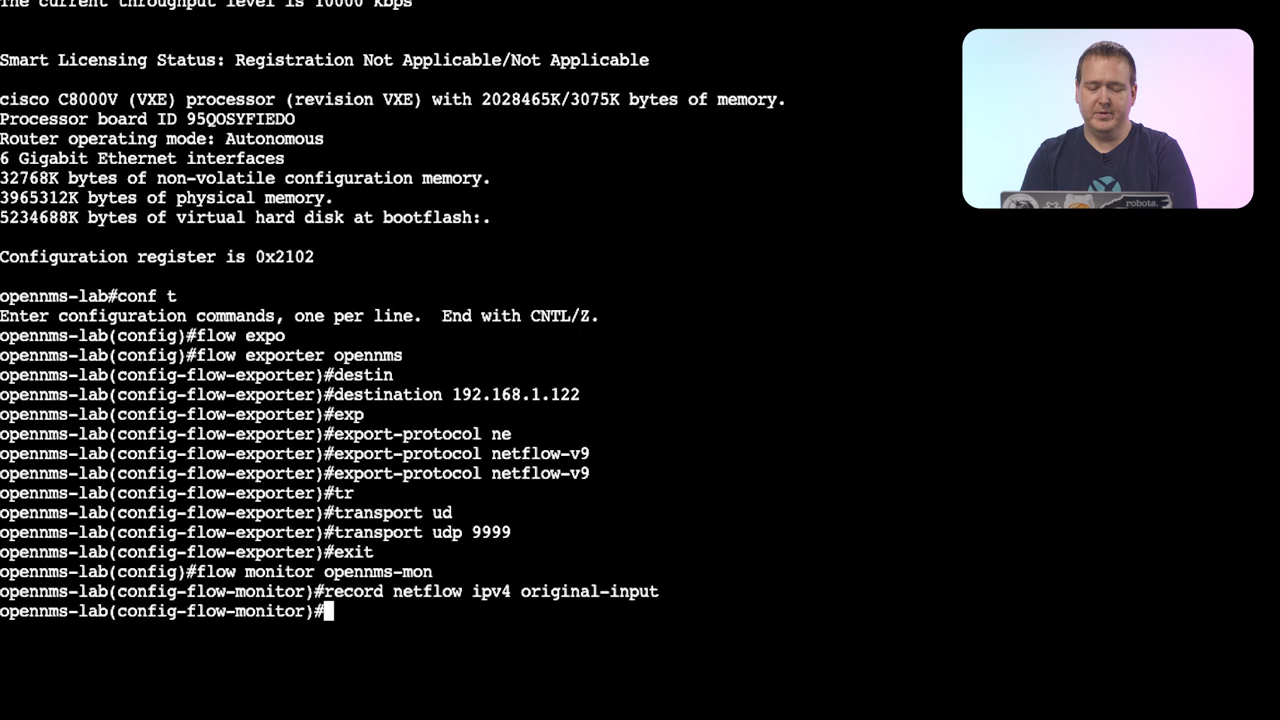 The current throughput level is 10000 kbps
Smart Licensing Status: Registration Not Applicable/Not Applicable
cisco C8000V (VXE) processor (revision VXE) with 2028465K/3075K bytes of memory.
Processor board ID 95QOSYFIEDO
Router operating mode: Autonomous
6 Gigabit Ethernet interfaces
32768K bytes of non-volatile configuration memory.
3965312K bytes of physical memory.
5234688K bytes of virtual hard disk at bootflash:.
Configuration register is 0x2102
opennms-lab#conf t
Enter configuration commands, one per line.  End with CNTL/Z.
opennms-lab(config)#flow expo
opennms-lab(config)#flow exporter opennms
opennms-lab(config-flow-exporter)#destin
opennms-lab(config-flow-exporter)#destination 192.168.1.122
opennms-lab(config-flow-exporter)#exp
opennms-lab(config-flow-exporter)#export-protocol ne
opennms-lab(config-flow-exporter)#export-protocol netflow-v9
opennms-lab(config-flow-exporter)#export-protocol netflow-v9
opennms-lab(config-flow-exporter)#tr
opennms-lab(config-flow-exporter)#transport ud
opennms-lab(config-flow-exporter)#transport udp 9999
opennms-lab(config-flow-exporter)#exit
opennms-lab(config)#flow monitor opennms-mon
opennms-lab(config-flow-monitor)#record netflow ipv4 original-input
opennms-lab(config-flow-monitor)#
robots.